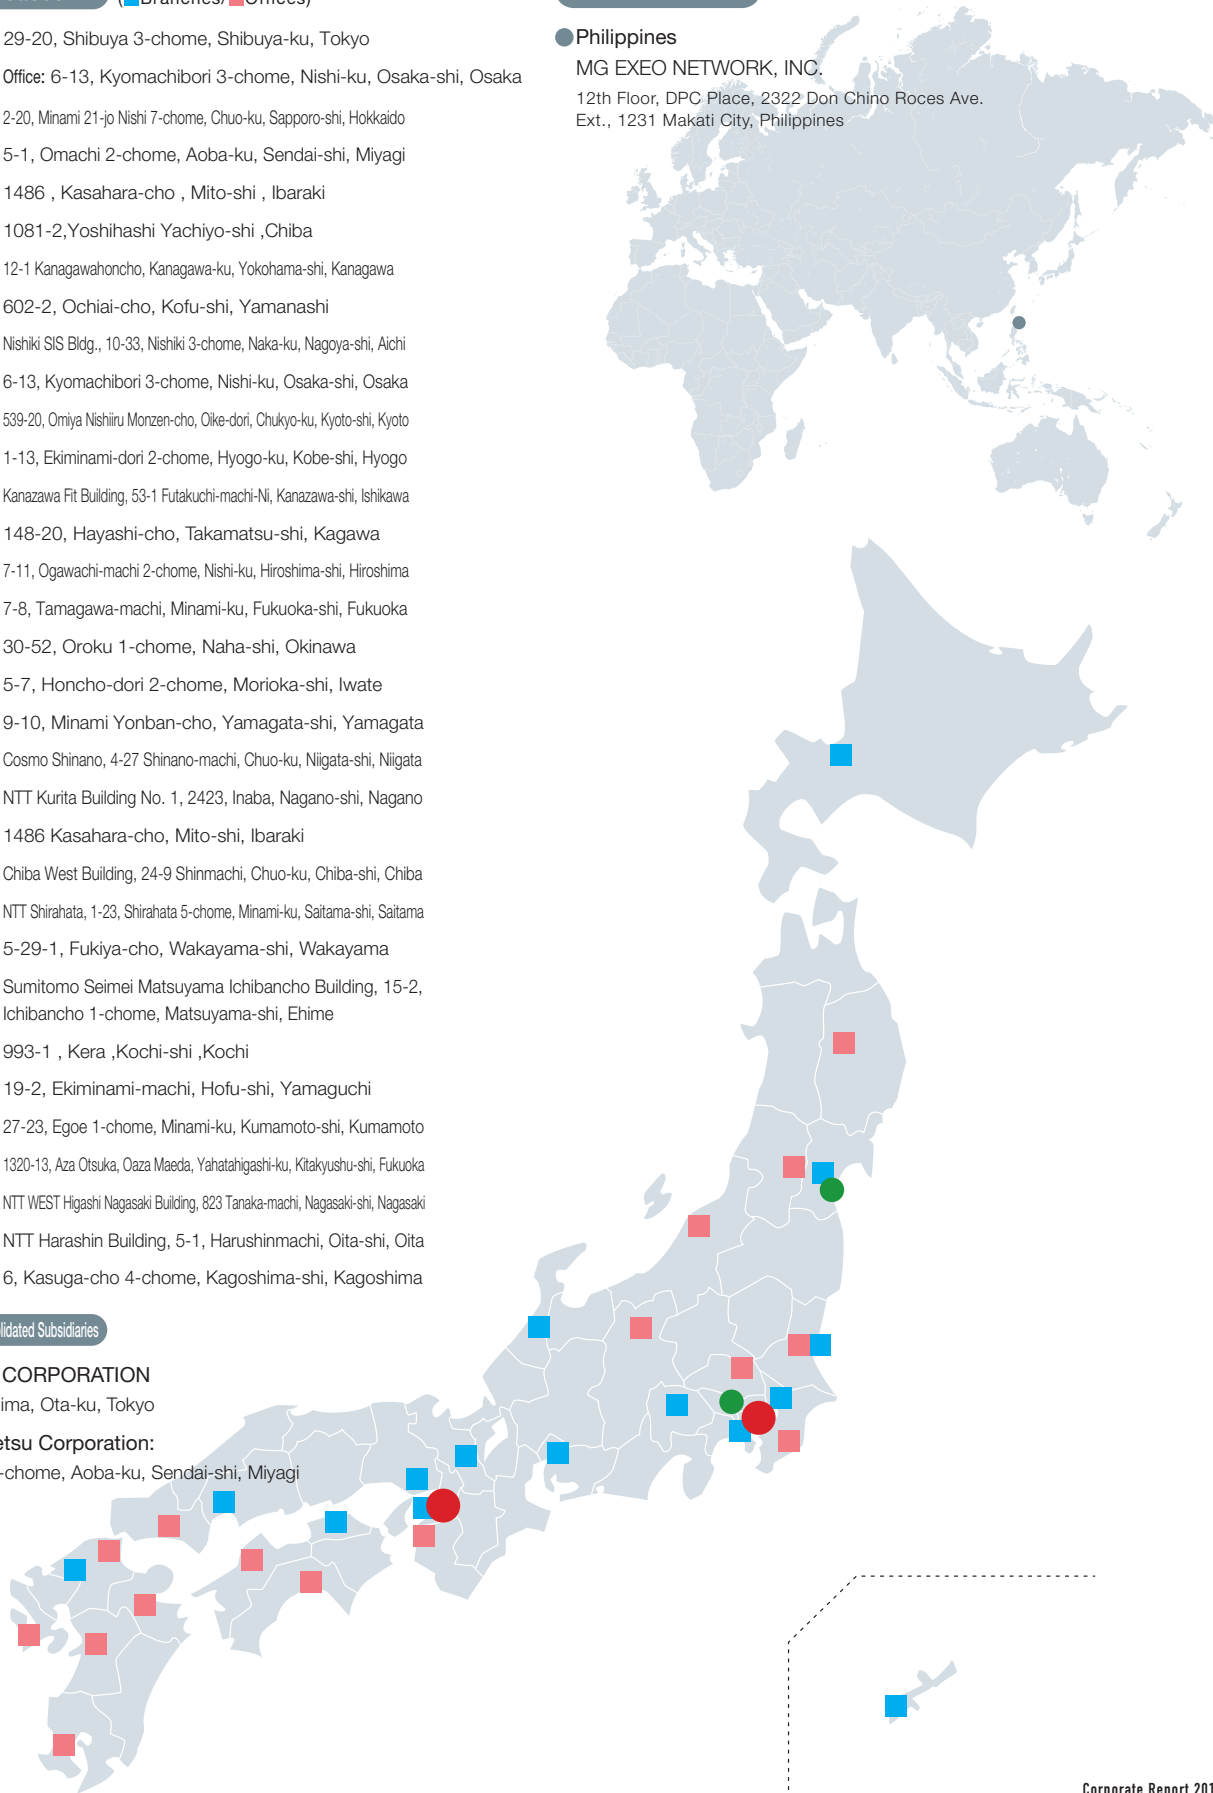 (Branches/Offices)
29-20, Shibuya 3-chome, Shibuya-ku, Tokyo
Office: 6-13, Kyomachibori 3-chome, Nishi-ku, Osaka-shi, Osaka
2-20, Minami 21-jo Nishi 7-chome, Chuo-ku, Sapporo-shi, Hokkaido
5-1, Omachi 2-chome, Aoba-ku, Sendai-shi, Miyagi
1486 , Kasahara-cho , Mito-shi , Ibaraki
1081-2,Yoshihashi Yachiyo-shi ,Chiba
12-1 Kanagawahoncho, Kanagawa-ku, Yokohama-shi, Kanagawa
602-2, Ochiai-cho, Kofu-shi, Yamanashi
Nishiki SIS Bldg., 10-33, Nishiki 3-chome, Naka-ku, Nagoya-shi, Aichi
6-13, Kyomachibori 3-chome, Nishi-ku, Osaka-shi, Osaka
539-20, Omiya Nishiiru Monzen-cho, Oike-dori, Chukyo-ku, Kyoto-shi, Kyoto
1-13, Ekiminami-dori 2-chome, Hyogo-ku, Kobe-shi, Hyogo
Kanazawa Fit Building, 53-1 Futakuchi-machi-Ni, Kanazawa-shi, Ishikawa
148-20, Hayashi-cho, Takamatsu-shi, Kagawa
7-11, Ogawachi-machi 2-chome, Nishi-ku, Hiroshima-shi, Hiroshima
7-8, Tamagawa-machi, Minami-ku, Fukuoka-shi, Fukuoka
30-52, Oroku 1-chome, Naha-shi, Okinawa
5-7, Honcho-dori 2-chome, Morioka-shi, Iwate
9-10, Minami Yonban-cho, Yamagata-shi, Yamagata
Cosmo Shinano, 4-27 Shinano-machi, Chuo-ku, Niigata-shi, Niigata
NTT Kurita Building No. 1, 2423, Inaba, Nagano-shi, Nagano
1486 Kasahara-cho, Mito-shi, Ibaraki
Chiba West Building, 24-9 Shinmachi, Chuo-ku, Chiba-shi, Chiba
NTT Shirahata, 1-23, Shirahata 5-chome, Minami-ku, Saitama-shi, Saitama
5-29-1, Fukiya-cho, Wakayama-shi, Wakayama
Sumitomo Seimei Matsuyama Ichibancho Building, 15-2,
Ichibancho 1-chome, Matsuyama-shi, Ehime
993-1 , Kera ,Kochi-shi ,Kochi
19-2, Ekiminami-machi, Hofu-shi, Yamaguchi
27-23, Egoe 1-chome, Minami-ku, Kumamoto-shi, Kumamoto
1320-13, Aza Otsuka, Oaza Maeda, Yahatahigashi-ku, Kitakyushu-shi, Fukuoka
NTT WEST Higashi Nagasaki Building, 823 Tanaka-machi, Nagasaki-shi, Nagasaki
NTT Harashin Building, 5-1, Harushinmachi, Oita-shi, Oita
6, Kasuga-cho 4-chome, Kagoshima-shi, Kagoshima
lidated Subsidiaries
CORPORATION
ima, Ota-ku, Tokyo
etsu Corporation:
-chome, Aoba-ku, Sendai-shi, Miyagi
Philippines
MG EXEO NETWORK, INC.
12th Floor, DPC Place, 2322 Don Chino Roces Ave.
Ext., 1231 Makati City, Philippines
Corporate Report 201